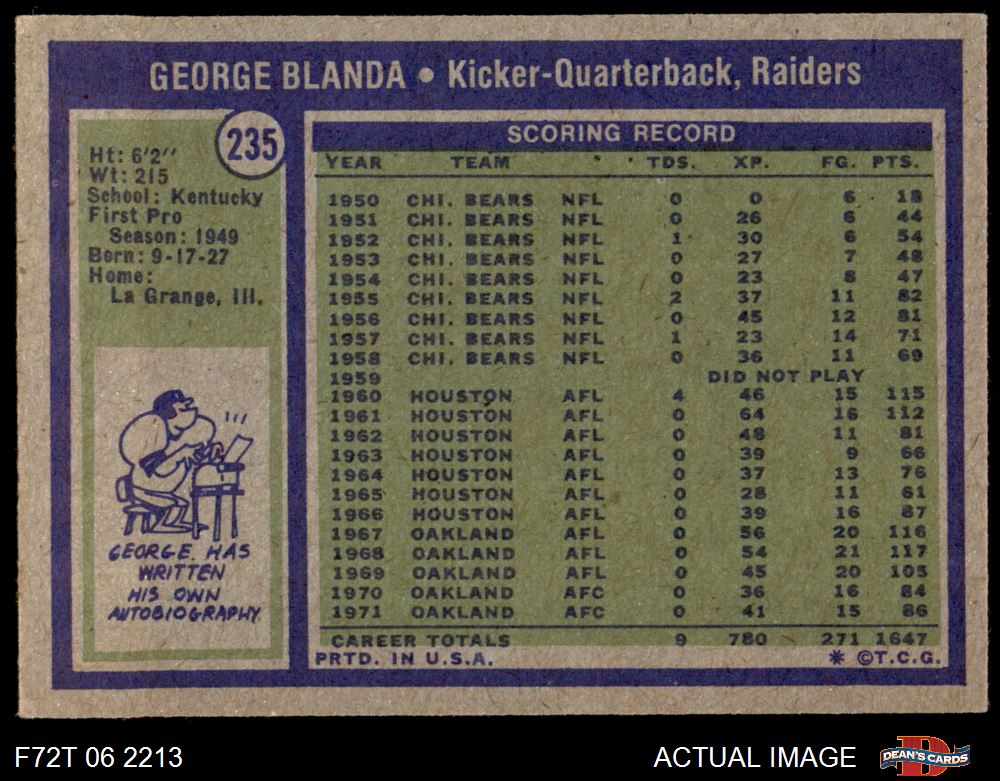 GEORGE BLANDA • Kicker-Quarterback, Raiders
235
Ht: 6'2"
Wt: 215
School: Kentucky
First Pro
Season: 1949
Born: 9-17-27
Home:
La Grange, Ill.
GEORGE HAS
WRITTEN
HIS OWN
AUTOBIOGRAPHY
SCORING RECORD
YEAR TEAM TDS. XP. FG. PTS.
1950 CHI. BEARS NFL 0 0 6 18
1951 CHI. BEARS NFL 0 26 6 44
1952 CHI. BEARS NFL 1 30 6 54
1953 CHI. BEARS NFL 0 27 7 48
1954 CHI. BEARS NFL 0 23 8 47
1955 CHI. BEARS NFL 2 37 11 82
1956 CHI. BEARS NFL 0 45 12 81
1957 CHI. BEARS NFL 1 23 14 71
1958 CHI. BEARS NFL 0 36 11 69
1959 DID NOT PLAY
1960 HOUSTON AFL 4 46 15 115
1961 HOUSTON AFL 0 64 16 112
1962 HOUSTON AFL 0 48 11 81
1963 HOUSTON AFL 0 39 9 66
1964 HOUSTON AFL 0 37 13 76
1965 HOUSTON AFL 0 28 11 61
1966 HOUSTON AFL 0 39 16 87
1967 OAKLAND AFL 0 56 20 116
1968 OAKLAND AFL 0 54 21 117
1969 OAKLAND AFL 0 45 20 105
1970 OAKLAND AFC 0 36 16 84
1971 OAKLAND AFC 0 41 15 86
CAREER TOTALS 9 780 271 1647
PRTD. IN U.S.A. * ©T.C.G.
F72T 06 2213 ACTUAL IMAGE DEAN'S CARDS